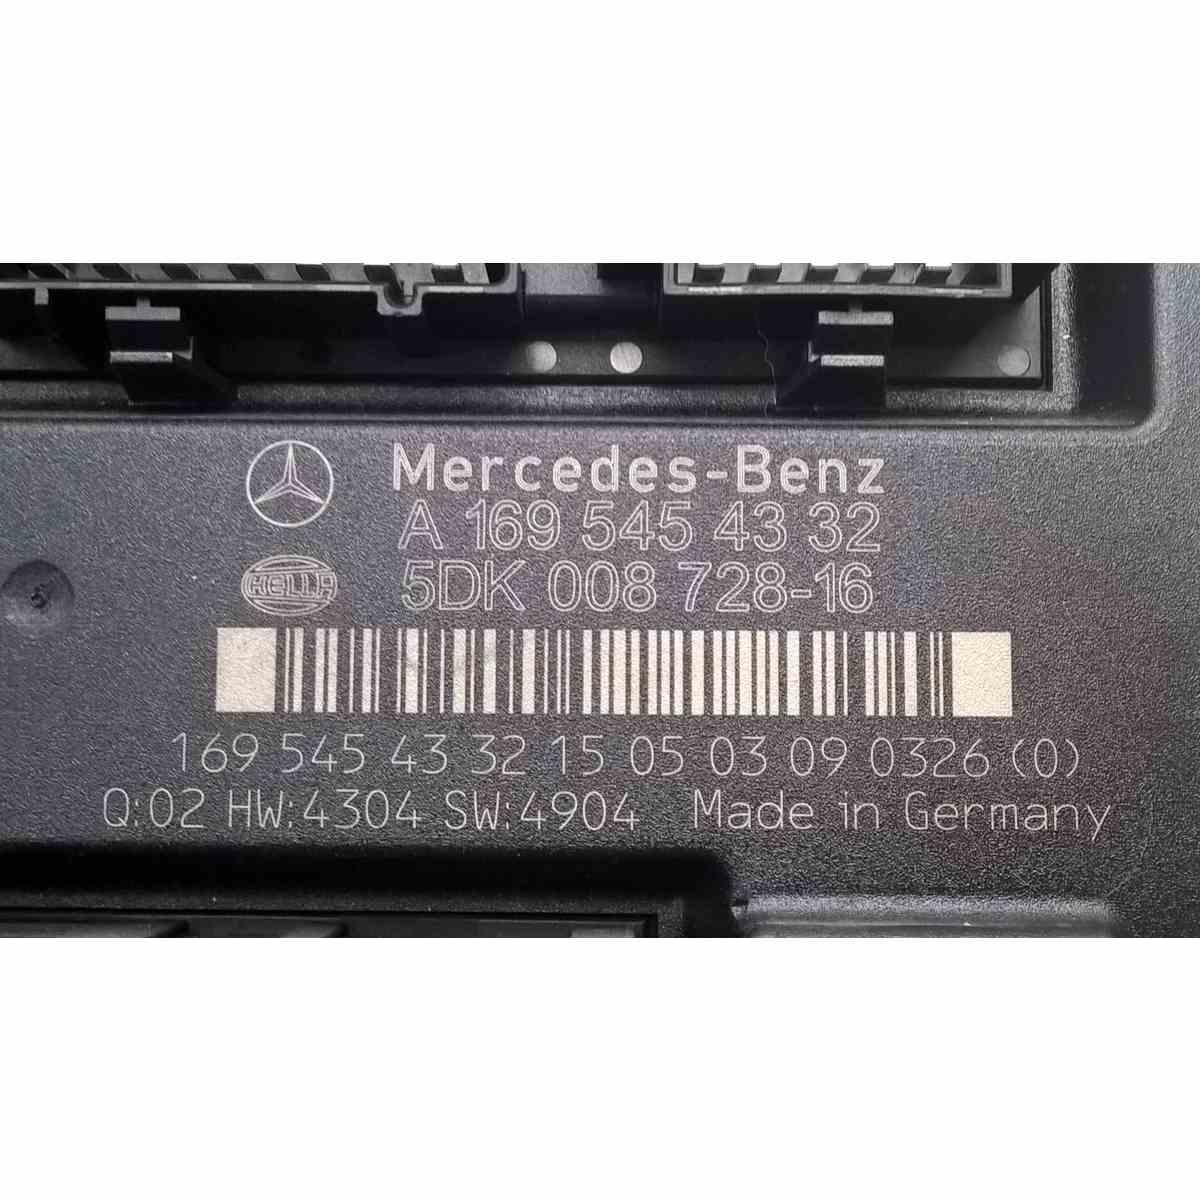 Mercedes-Benz
A 169 545 43 32
HELLA 5DK 008 728-16
169 545 43 32 15 05 03 09 0326 (0)
Q:02 HW:4304 SW:4904 Made in Germany